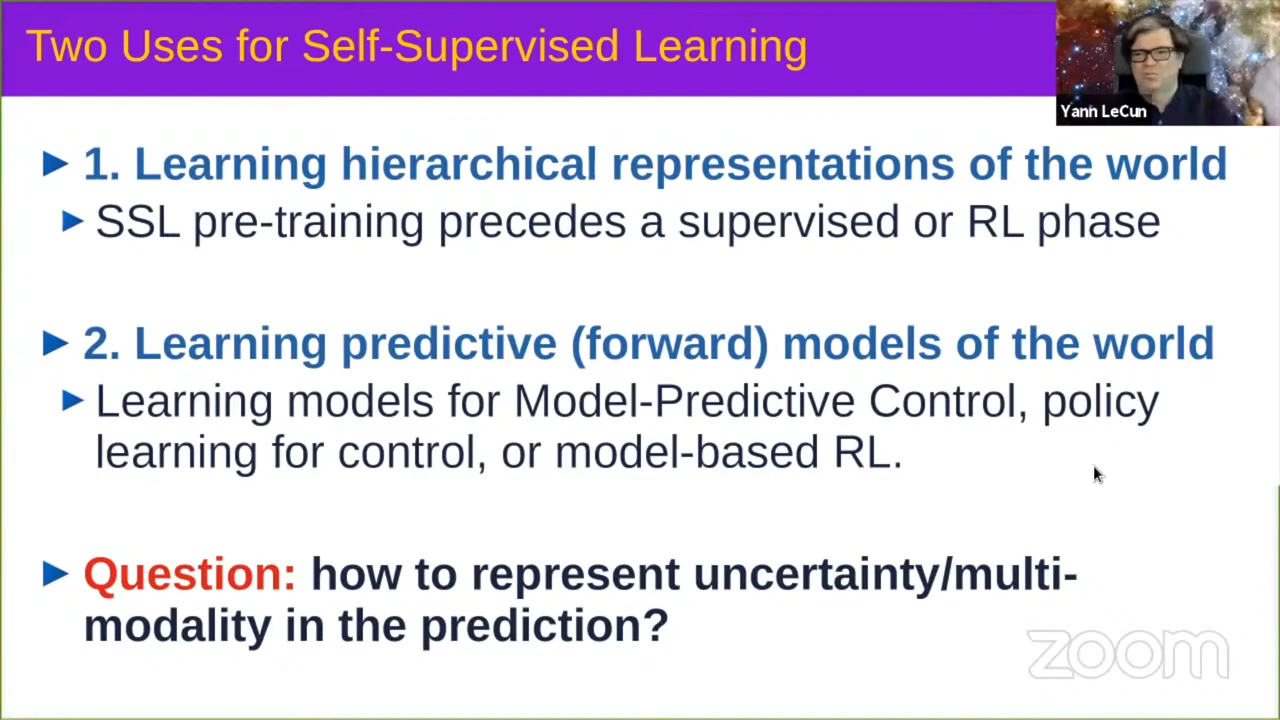 Two Uses for Self-Supervised Learning
Yann LeCun
1. Learning hierarchical representations of the world
SSL pre-training precedes a supervised or RL phase
2. Learning predictive (forward) models of the world
Learning models for Model-Predictive Control, policy
learning for control, or model-based RL.
Question: how to represent uncertainty/multi-
modality in the prediction?
zoom